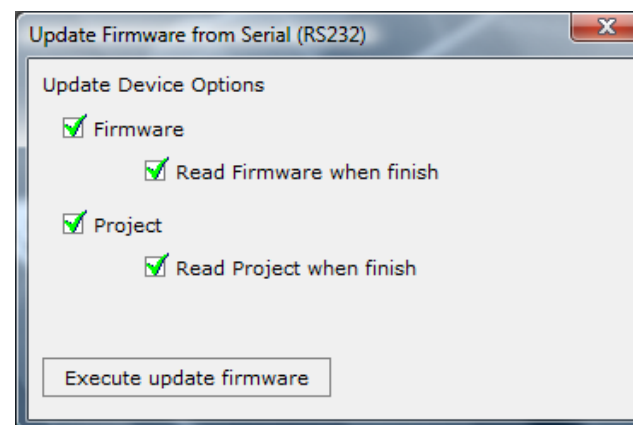 Update Firmware from Serial (RS232)
Update Device Options
Firmware
Read Firmware when finish
Project
Read Project when finish
Execute update firmware